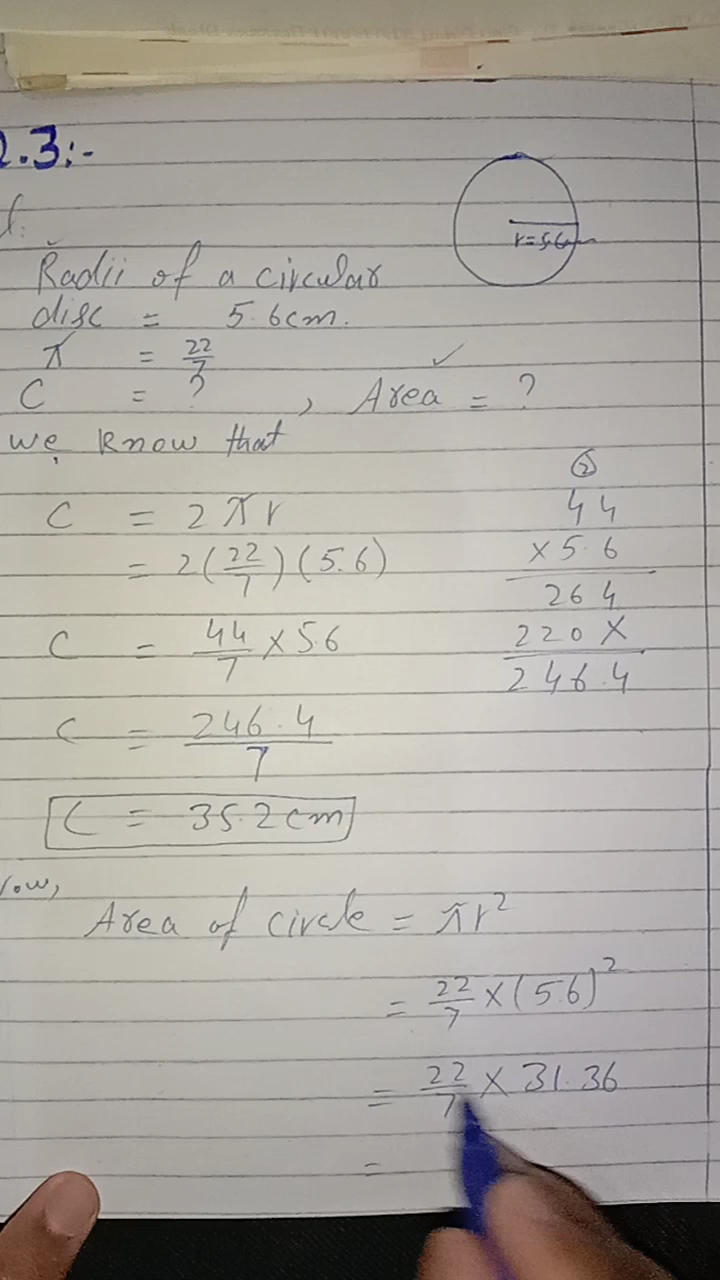 2.3:-
r=5.6cm
Radii of a circular
disc = 5.6cm.
π = 22/7
C = ? , Area = ?
we know that
C = 2πr
= 2(22/7)(5.6)
C = 44/7 × 5.6
C = 246.4/7
C = 35.2cm
②
44
×5.6
264
220×
246.4
Now,
Area of circle = πr²
= 22/7 × (5.6)²
= 22/7 × 31.36
=